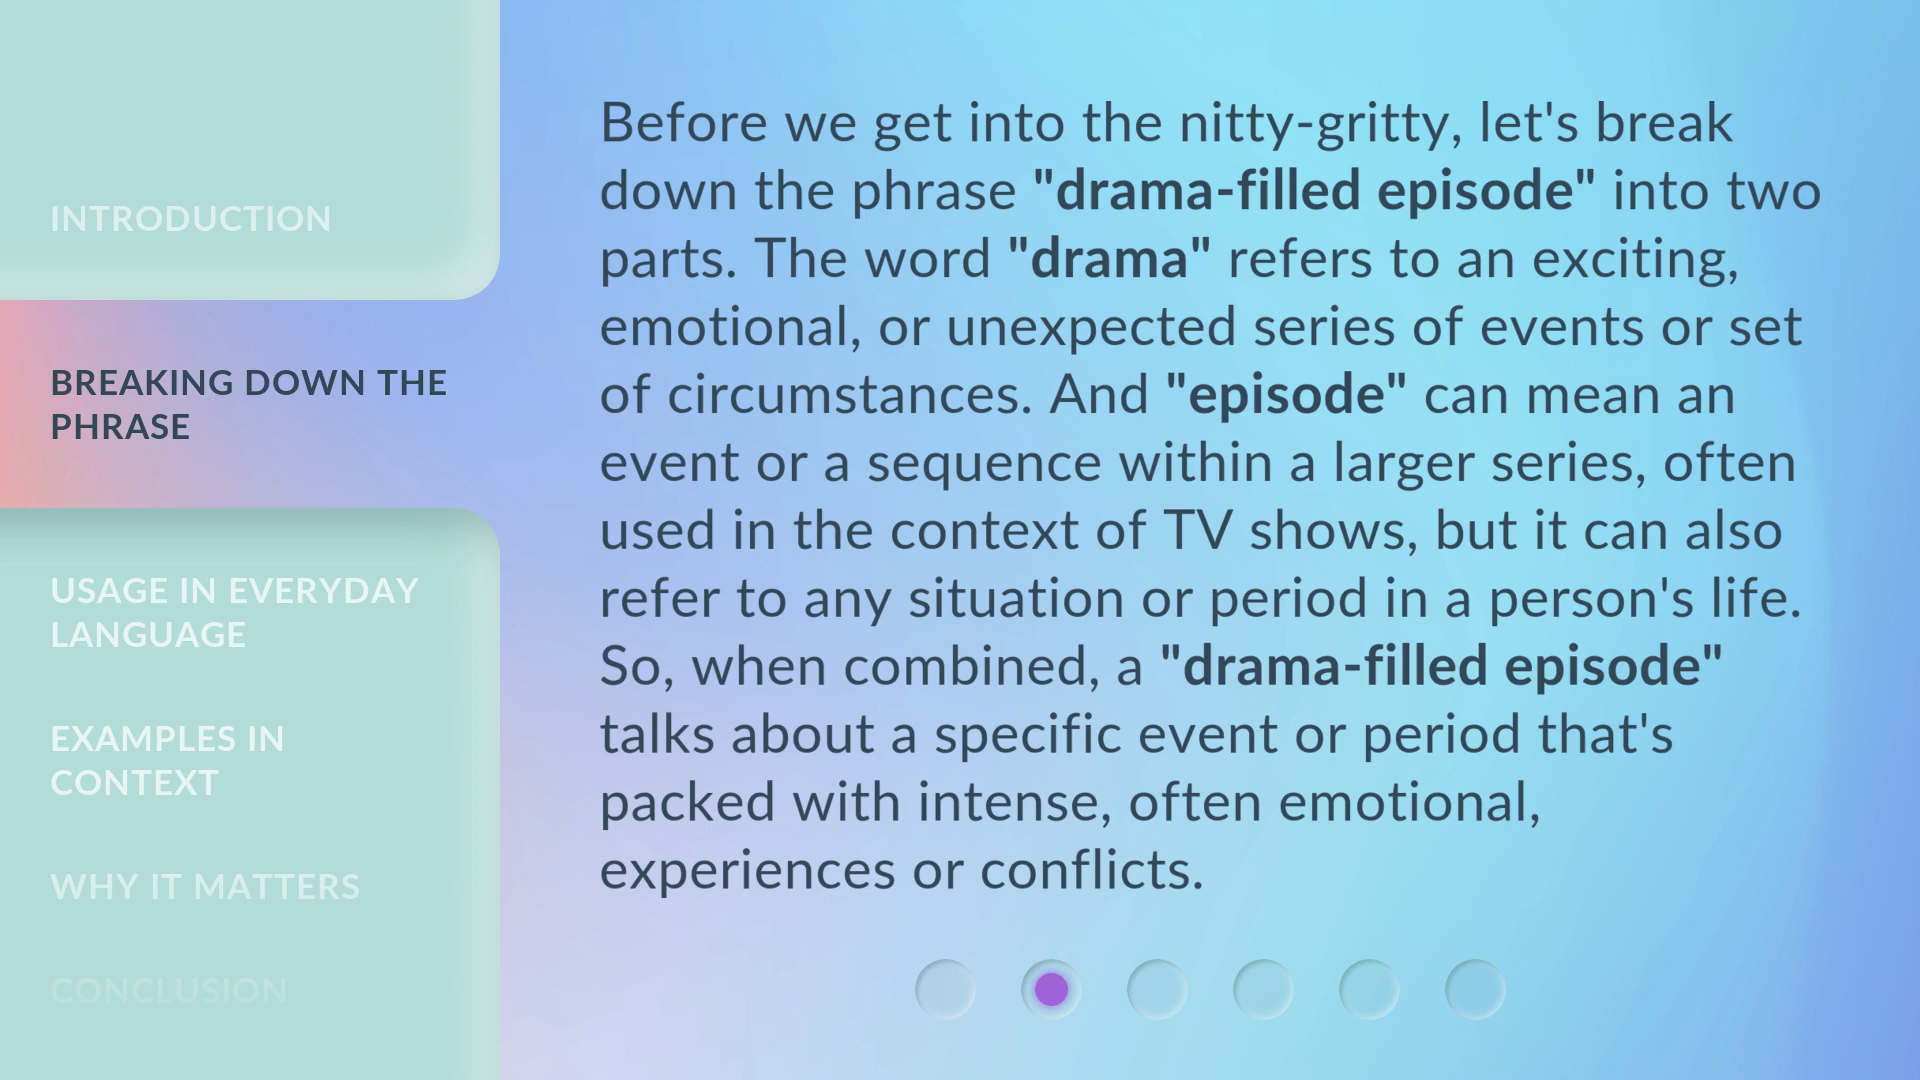 INTRODUCTION
BREAKING DOWN THE
PHRASE
USAGE IN EVERYDAY
LANGUAGE
EXAMPLES IN
CONTEXT
WHY IT MATTERS
CONCLUSION
Before we get into the nitty-gritty, let's break
down the phrase "drama-filled episode" into two
parts. The word "drama" refers to an exciting,
emotional, or unexpected series of events or set
of circumstances. And "episode" can mean an
event or a sequence within a larger series, often
used in the context of TV shows, but it can also
refer to any situation or period in a person's life.
So, when combined, a "drama-filled episode"
talks about a specific event or period that's
packed with intense, often emotional,
experiences or conflicts.